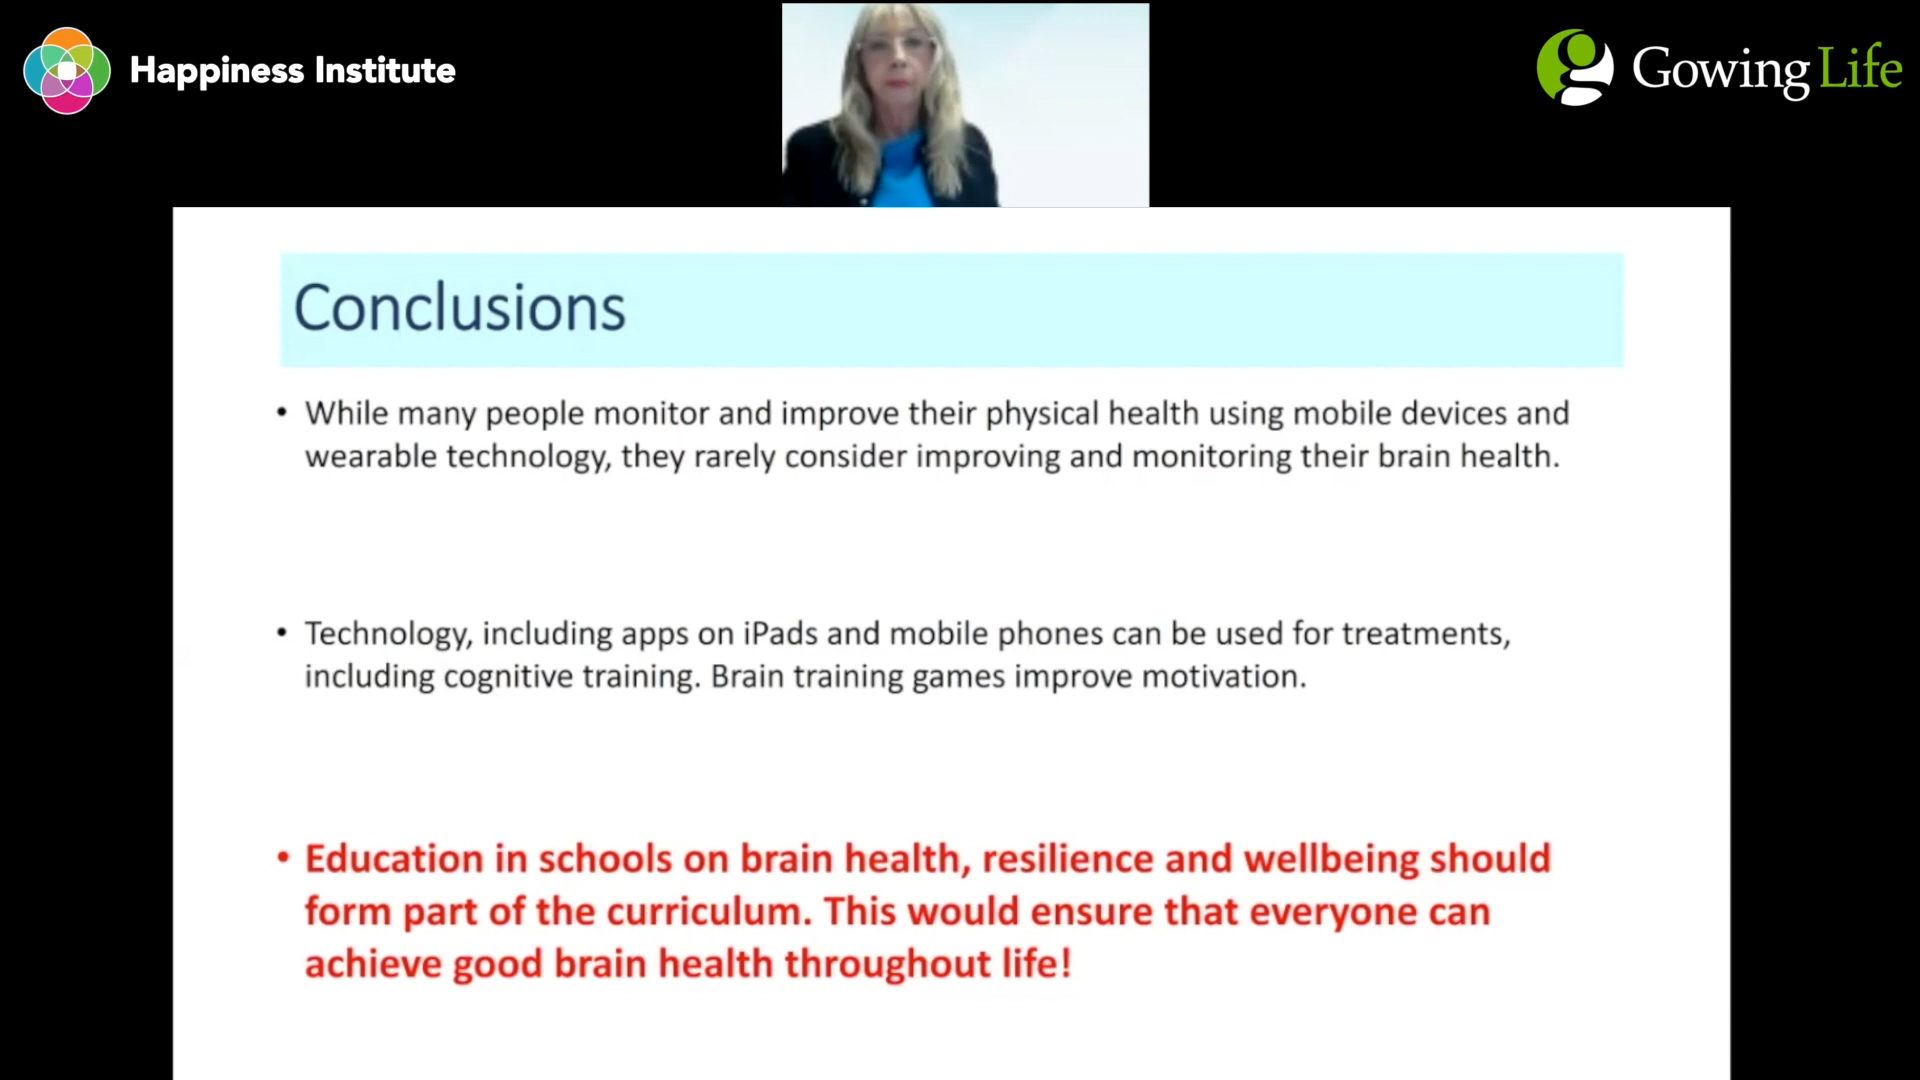 Happiness Institute
Gowing Life
Conclusions
• While many people monitor and improve their physical health using mobile devices and
wearable technology, they rarely consider improving and monitoring their brain health.
• Technology, including apps on iPads and mobile phones can be used for treatments,
including cognitive training. Brain training games improve motivation.
• Education in schools on brain health, resilience and wellbeing should
form part of the curriculum. This would ensure that everyone can
achieve good brain health throughout life!